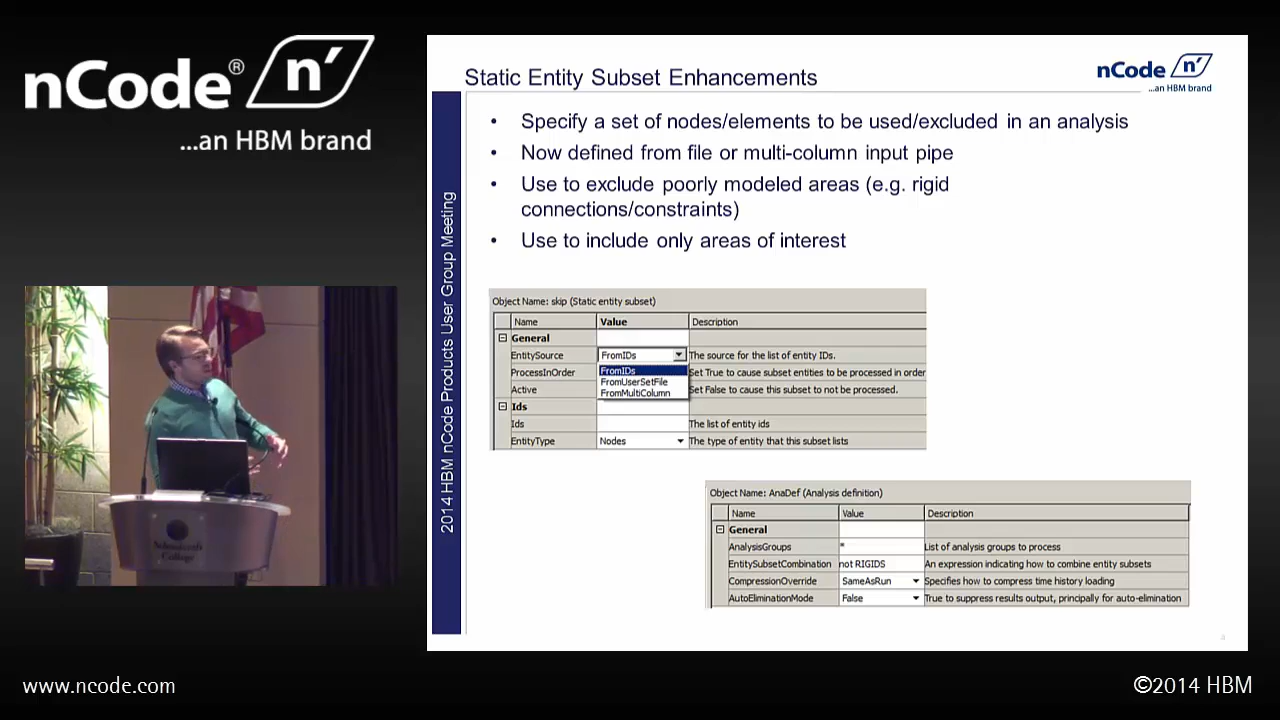 nCode® n'
...an HBM brand
Static Entity Subset Enhancements
nCode n'
...an HBM brand
• Specify a set of nodes/elements to be used/excluded in an analysis
• Now defined from file or multi-column input pipe
• Use to exclude poorly modeled areas (e.g. rigid
connections/constraints)
• Use to include only areas of interest
2014 HBM nCode Products User Group Meeting
Object Name: skip (Static entity subset)
Name Value Description
General
EntitySource FromIDs The source for the list of entity IDs.
FromIDs
ProcessInOrder Set True to cause subset entities to be processed in order
FromUserSetFile
Active Set False to cause this subset to not be processed.
FromMultiColumn
Ids
Ids The list of entity ids
EntityType Nodes The type of entity that this subset lists
Object Name: AnaDef (Analysis definition)
Name Value Description
General
AnalysisGroups * List of analysis groups to process
EntitySubsetCombination not RIGIDS An expression indicating how to combine entity subsets
CompressionOverride SameAsRun Specifies how to compress time history loading
AutoEliminationMode False True to suppress results output, principally for auto-elimination
4
Schoolcraft
College
www.ncode.com
©2014 HBM